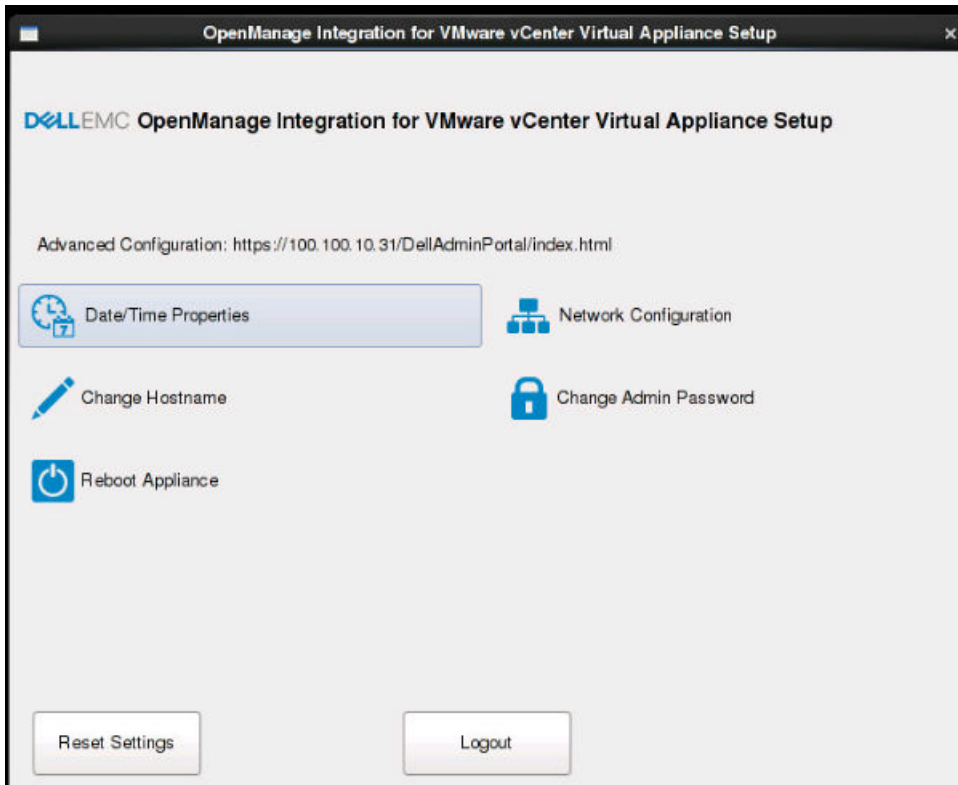 OpenManage Integration for VMware vCenter Virtual Appliance Setup
DELLEMC OpenManage Integration for VMware vCenter Virtual Appliance Setup
Advanced Configuration: https://100.100.10.31/DellAdminPortal/index.html
Date/Time Properties
Network Configuration
7
Change Hostname
Change Admin Password
Reboot Appliance
Reset Settings
Logout